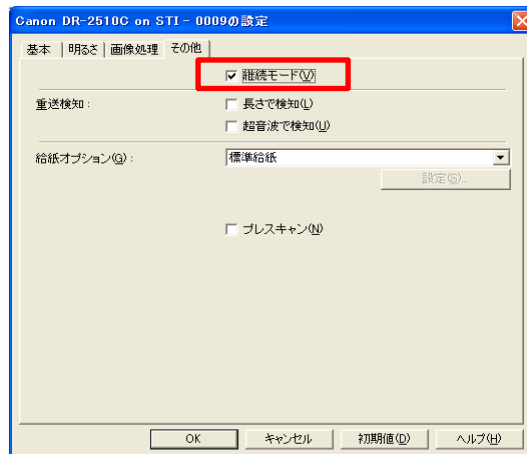 Canon DR-2510C on STI - 0009の設定
基本 明るさ 画像処理 その他
継続モード(V)
重送検知: 長さで検知(L)
超音波で検知(U)
給紙オプション(G): 標準給紙
設定(S)...
プレスキャン(N)
OK キャンセル 初期値(D) ヘルプ(H)